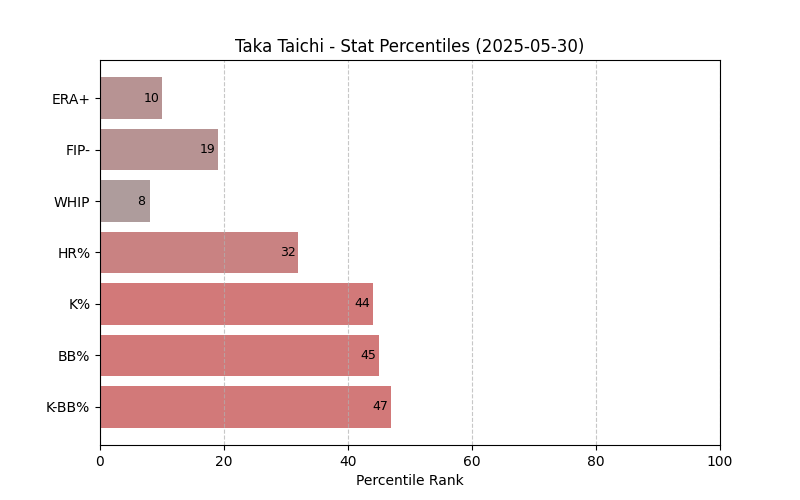 Taka Taichi - Stat Percentiles (2025-05-30)
ERA+ 10
FIP- 19
WHIP 8
HR% 32
K% 44
BB% 45
K-BB% 47
0 20 40 60 80 100
Percentile Rank